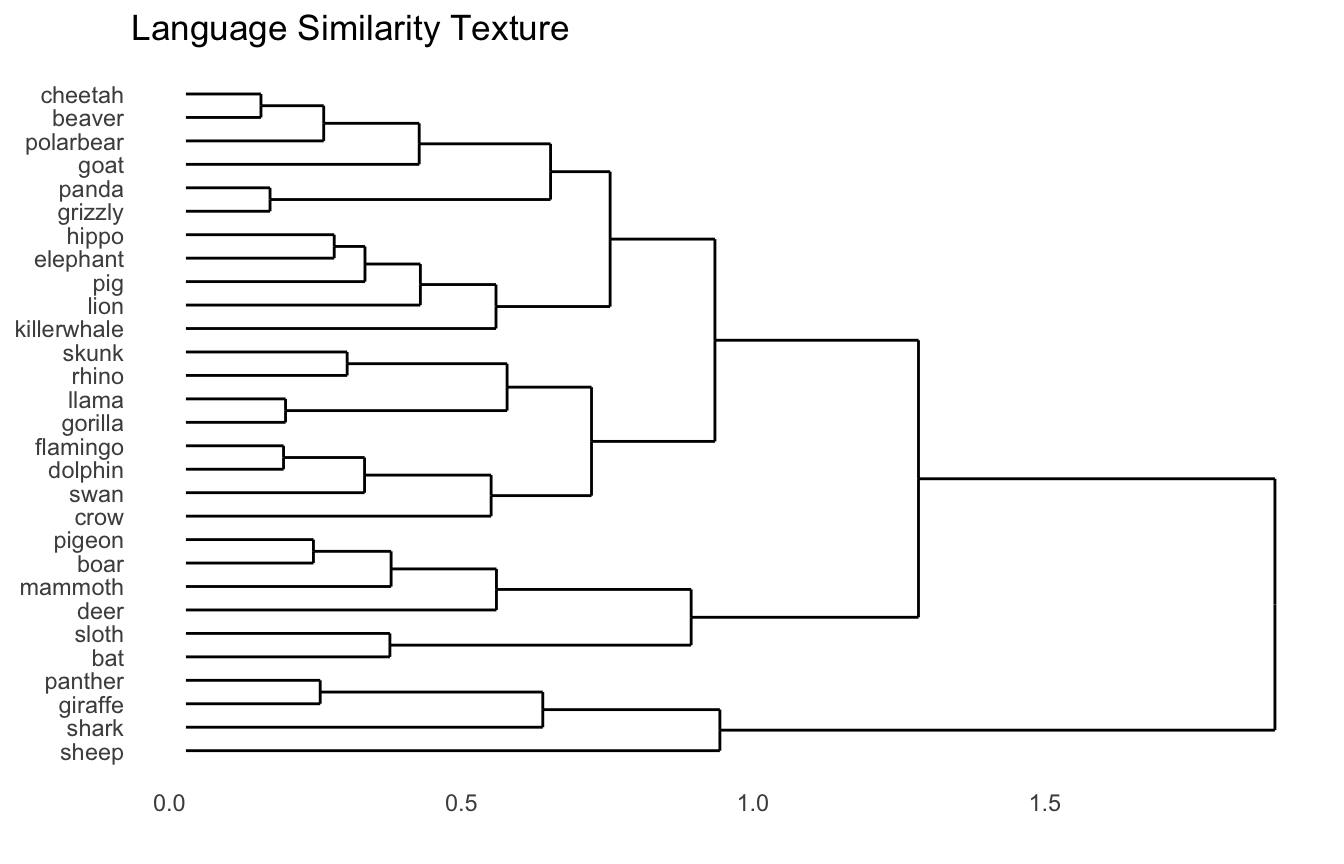 Language Similarity Texture
cheetah
beaver
polarbear
goat
panda
grizzly
hippo
elephant
pig
lion
killerwhale
skunk
rhino
llama
gorilla
flamingo
dolphin
swan
crow
pigeon
boar
mammoth
deer
sloth
bat
panther
giraffe
shark
sheep
0.0 0.5 1.0 1.5